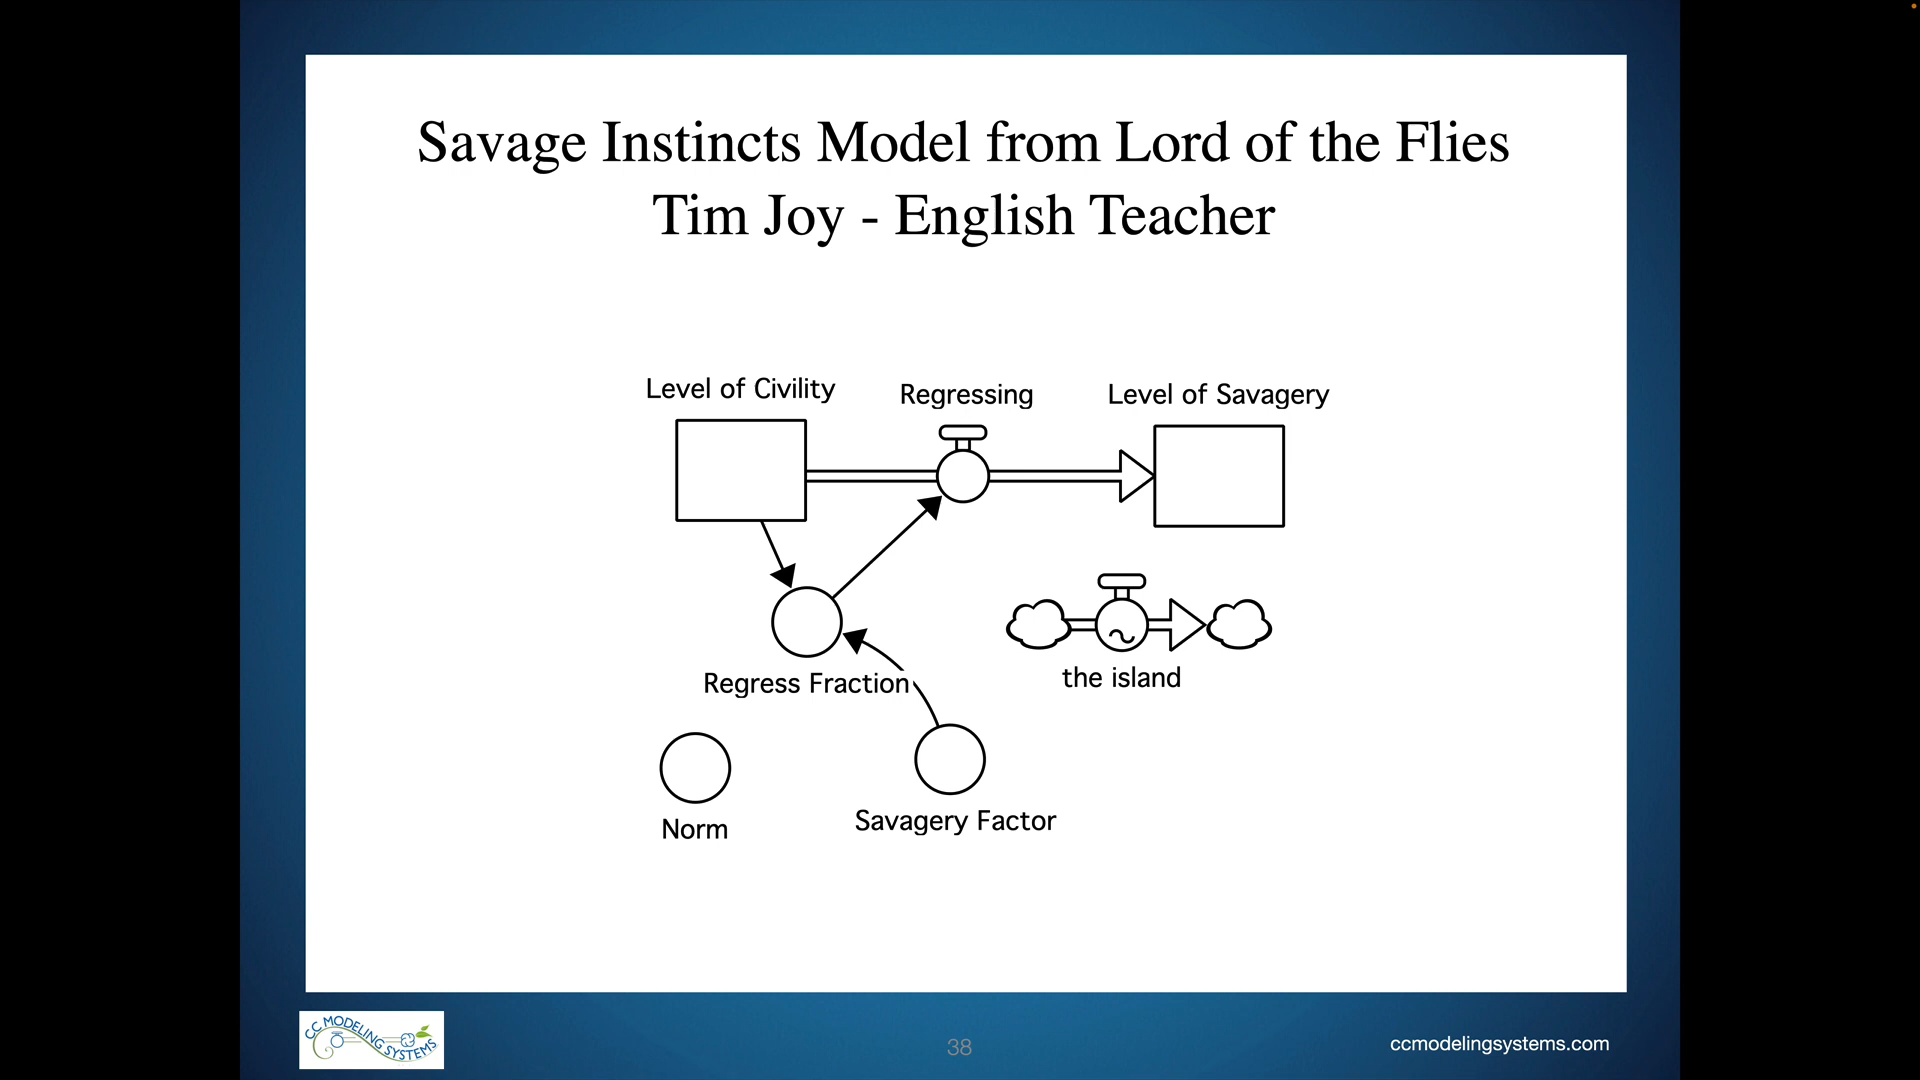 Savage Instincts Model from Lord of the Flies
Tim Joy - English Teacher
Level of Civility
Regressing
Level of Savagery
the island
Regress Fraction
Norm
Savagery Factor
CC MODELING SYSTEMS
38
ccmodelingsystems.com